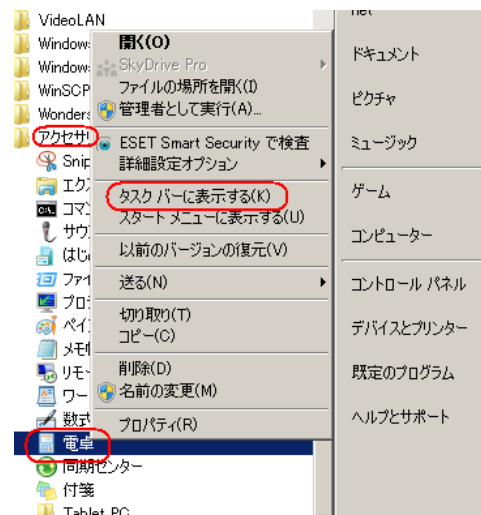 VideoLAN
Window
Window
WinSCP
Wonders
アクセサリ
Snip
エク
コマ
サウ
はじ
ファイ
プロ
ペイ
メモ帳
リモ
ワー
数式
電卓
同期センター
付箋
Tablet PC
開く(O)
SkyDrive Pro
ファイルの場所を開く(I)
管理者として実行(A)...
ESET Smart Security で検査
詳細設定オプション
タスク バーに表示する(K)
スタート メニューに表示する(U)
以前のバージョンの復元(V)
送る(N)
切り取り(T)
コピー(C)
削除(D)
名前の変更(M)
プロパティ(R)
net
ドキュメント
ピクチャ
ミュージック
ゲーム
コンピューター
コントロール パネル
デバイスとプリンター
既定のプログラム
ヘルプとサポート